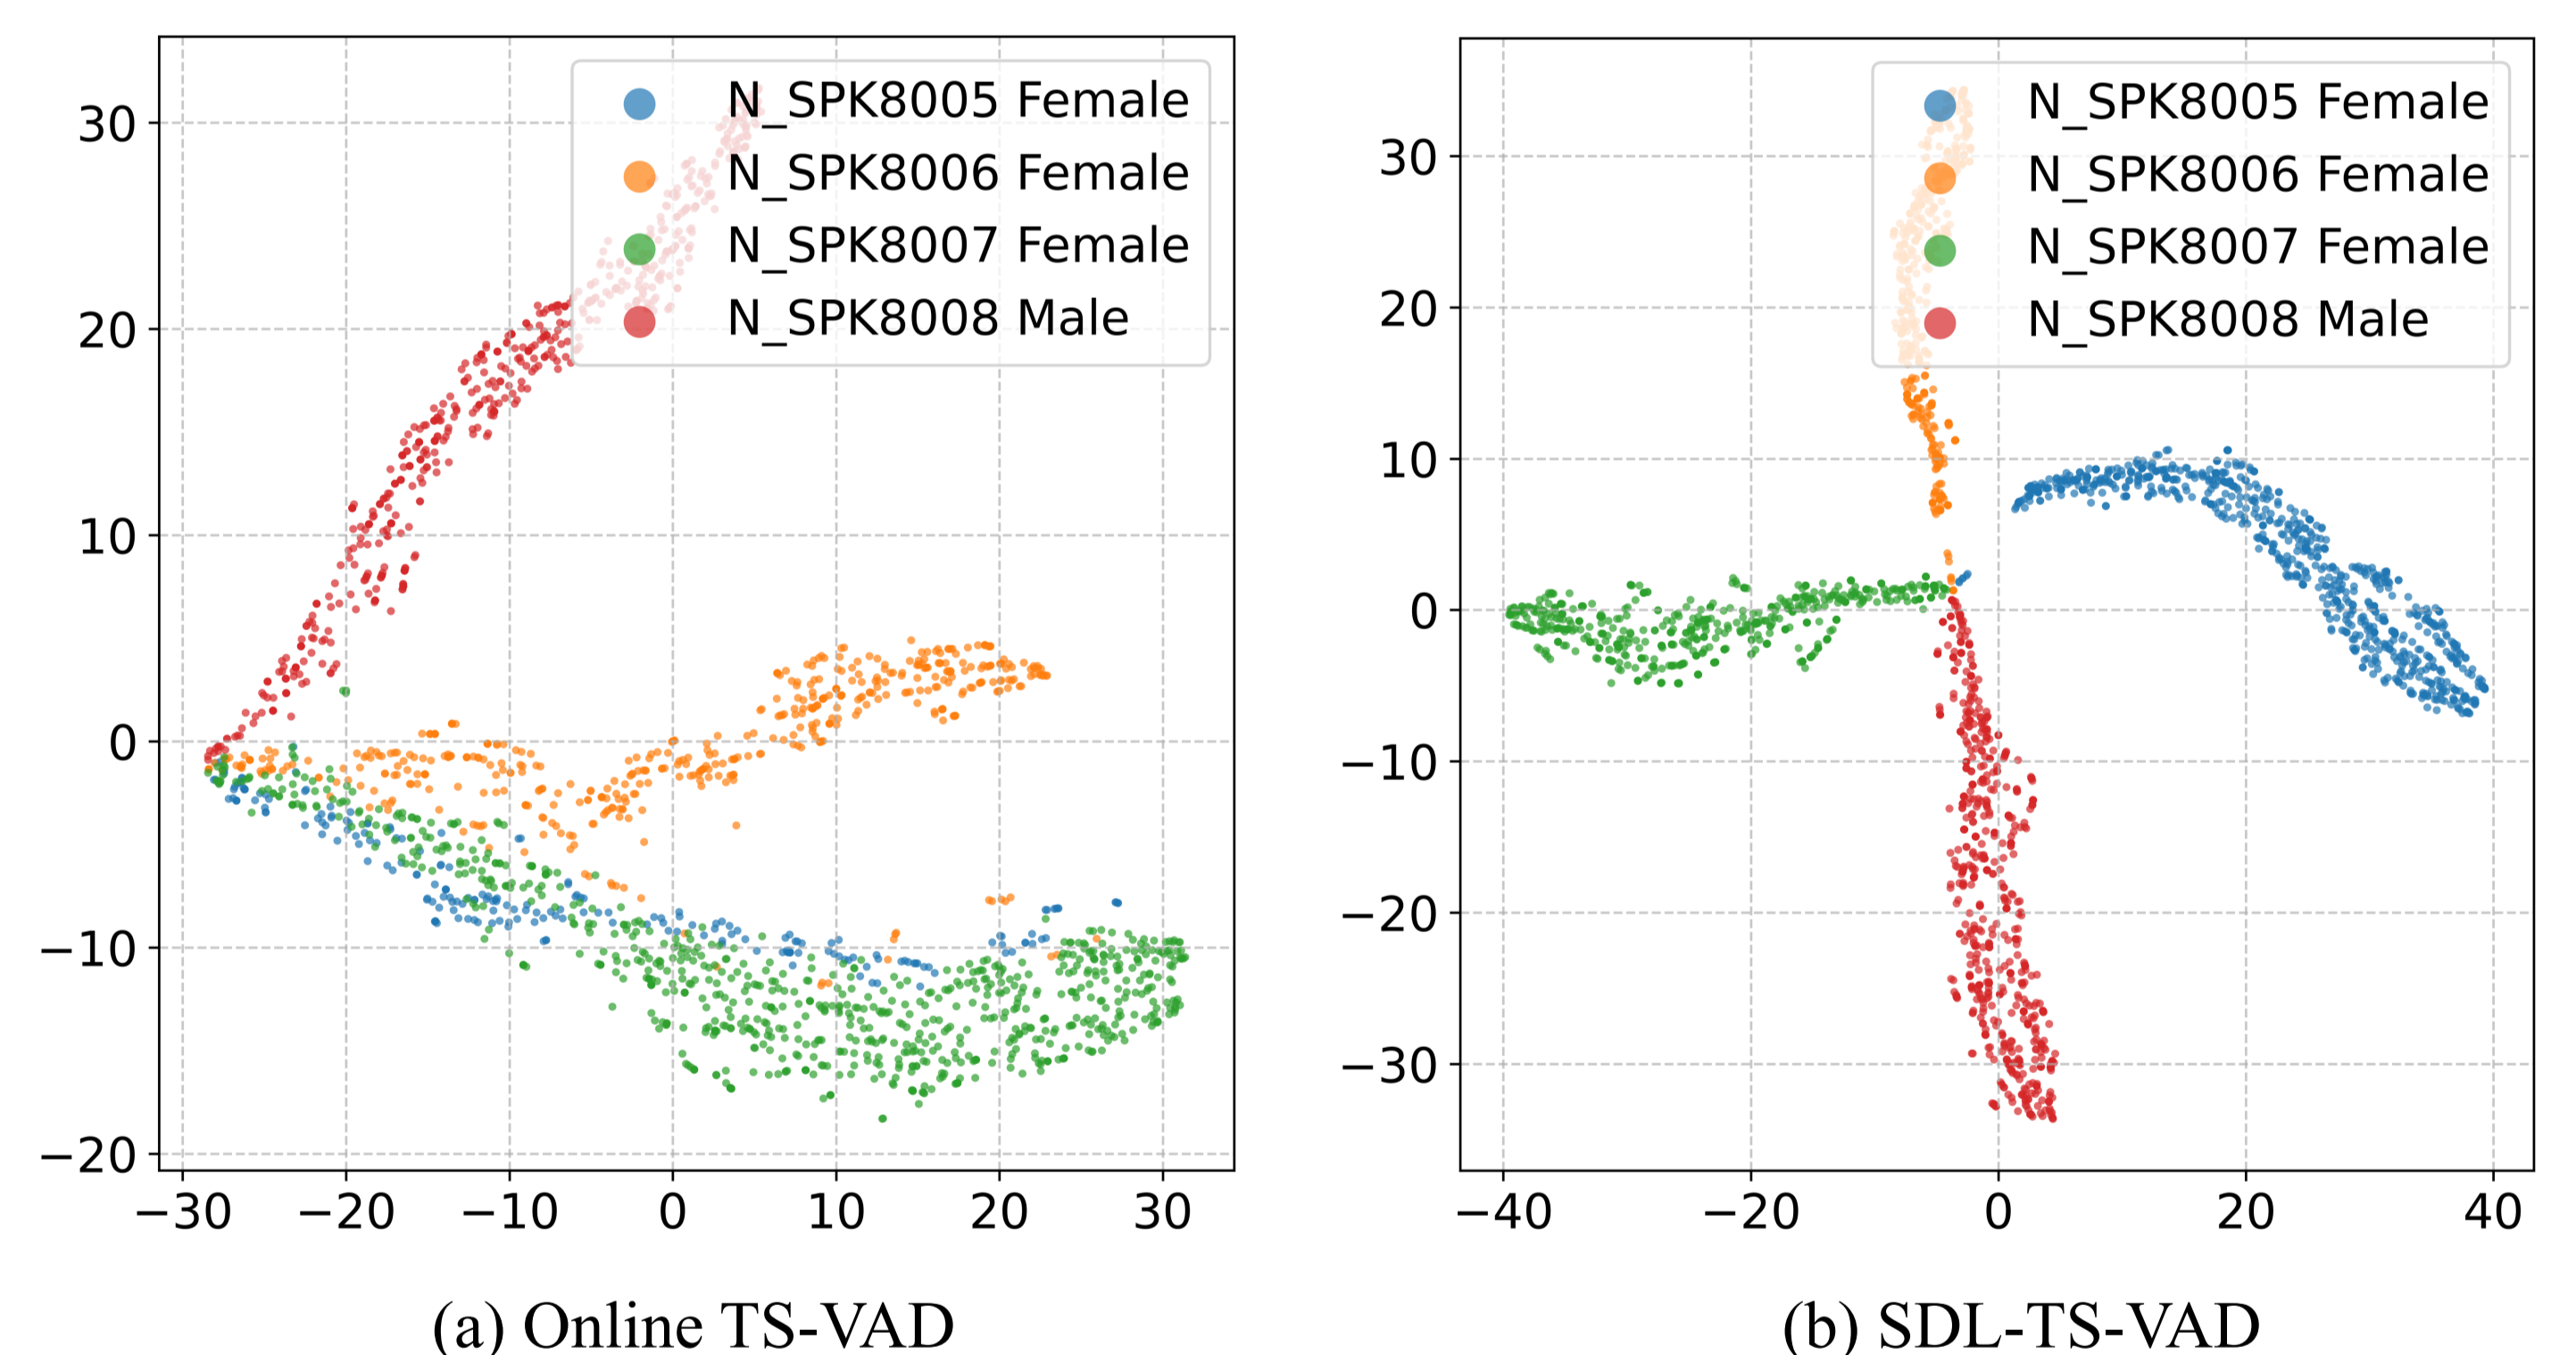 N_SPK8005 Female
N_SPK8006 Female
N_SPK8007 Female
N_SPK8008 Male
30
20
10
0
−10
−20
−30 −20 −10 0 10 20 30
(a) Online TS-VAD
N_SPK8005 Female
N_SPK8006 Female
N_SPK8007 Female
N_SPK8008 Male
30
20
10
0
−10
−20
−30
−40 −20 0 20 40
(b) SDL-TS-VAD